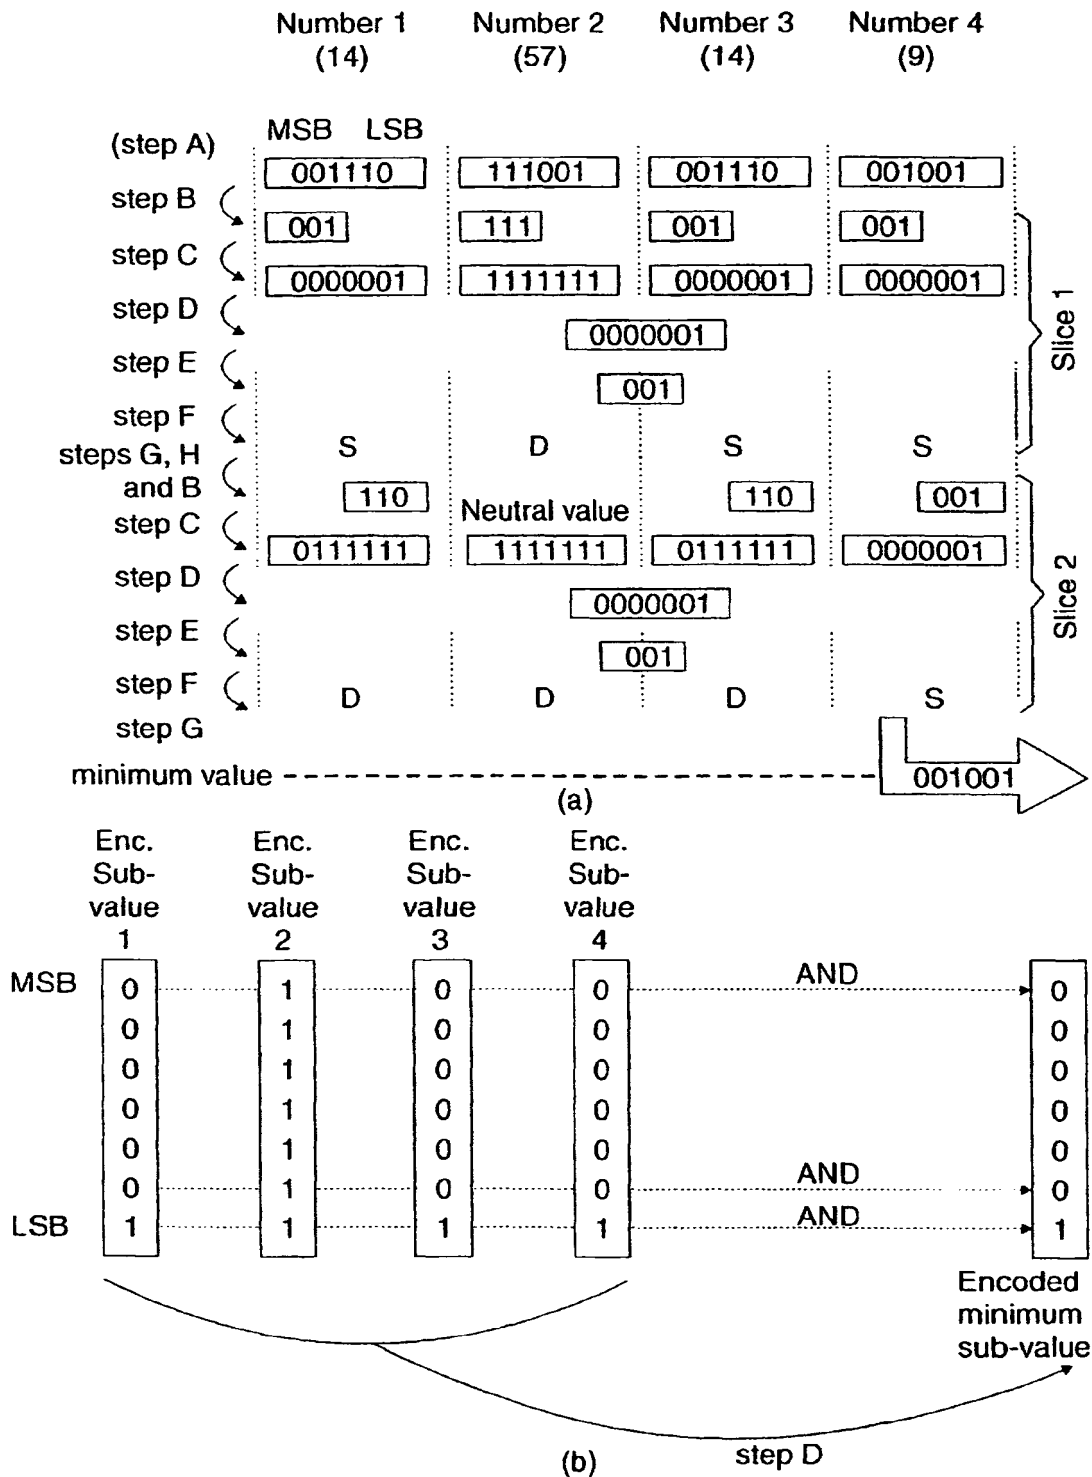 Number 1 Number 2 Number 3 Number 4
(14) (57) (14) (9)
MSB LSB
(step A)
001110 111001 001110 001001
step B
001 111 001 001
step C
0000001 1111111 0000001 0000001
step D
0000001
step E
001
step F
S D S S
steps G, H
and B
110 110 001
Neutral value
step C
0111111 1111111 0111111 0000001
step D
0000001
step E
001
step F
D D D S
step G
Slice 1
Slice 2
minimum value 001001
(a)
Enc. Enc. Enc. Enc.
Sub- Sub- Sub- Sub-
value value value value
1 2 3 4
MSB 0 1 0 0 AND 0
0 1 0 0 0
0 1 0 0 0
0 1 0 0 0
0 1 0 0 0
0 1 0 0 AND 0
LSB 1 1 1 1 AND 1
Encoded
minimum
sub-value
step D
(b)